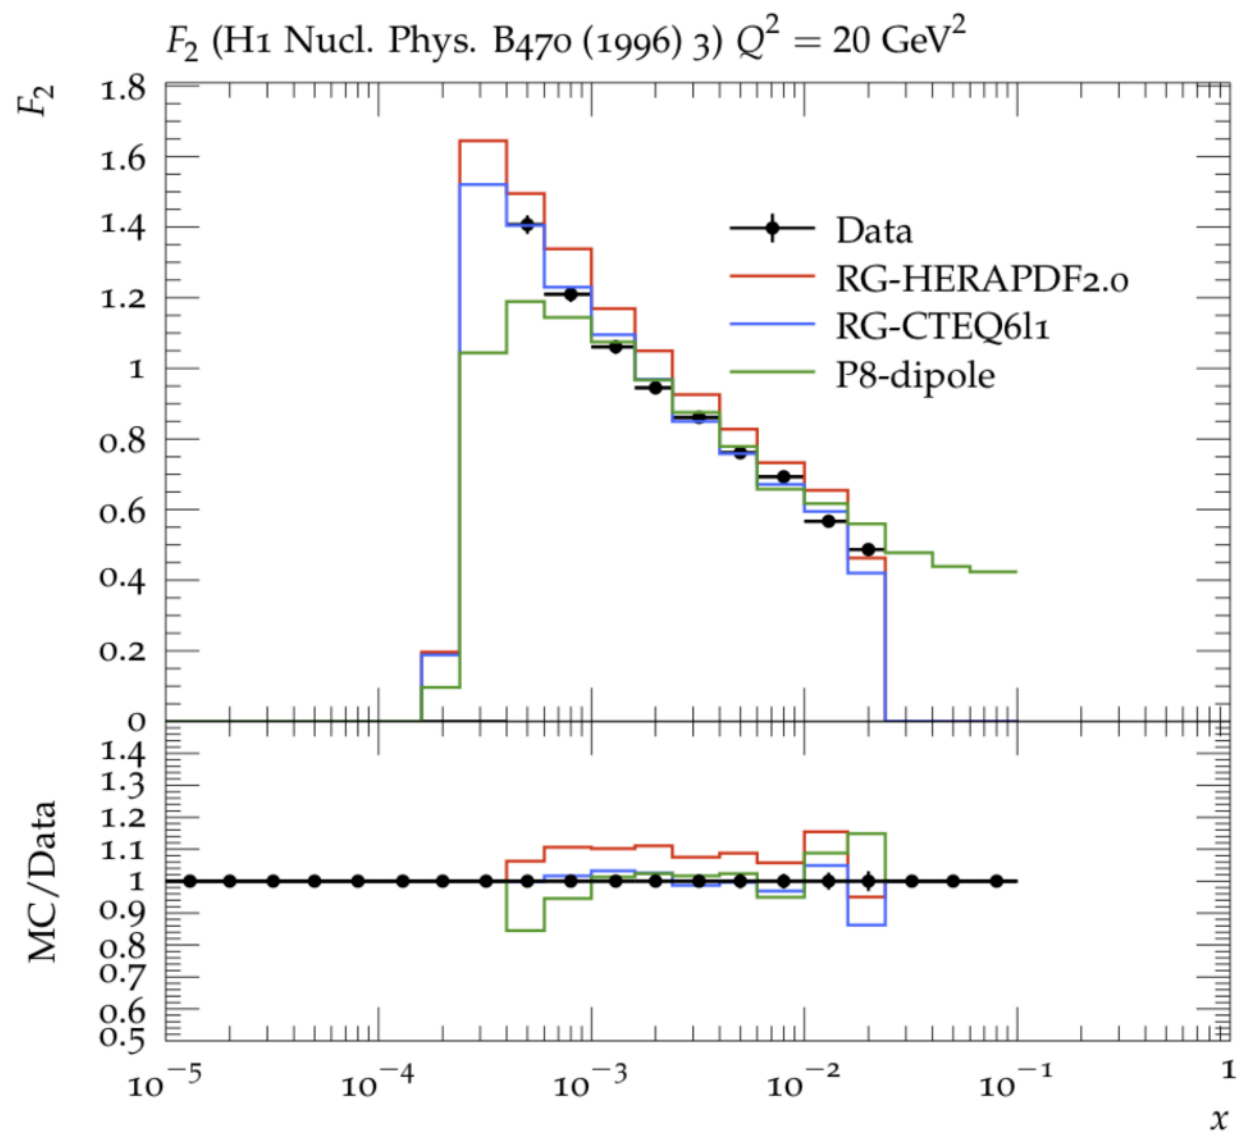 F₂ (H1 Nucl. Phys. B470 (1996) 3) Q² = 20 GeV²
F₂
1.8
1.6
1.4
1.2
1
0.8
0.6
0.4
0.2
0
Data
RG-HERAPDF2.0
RG-CTEQ6l1
P8-dipole
MC/Data
1.4
1.3
1.2
1.1
1
0.9
0.8
0.7
0.6
0.5
10⁻⁵ 10⁻⁴ 10⁻³ 10⁻² 10⁻¹ 1
x